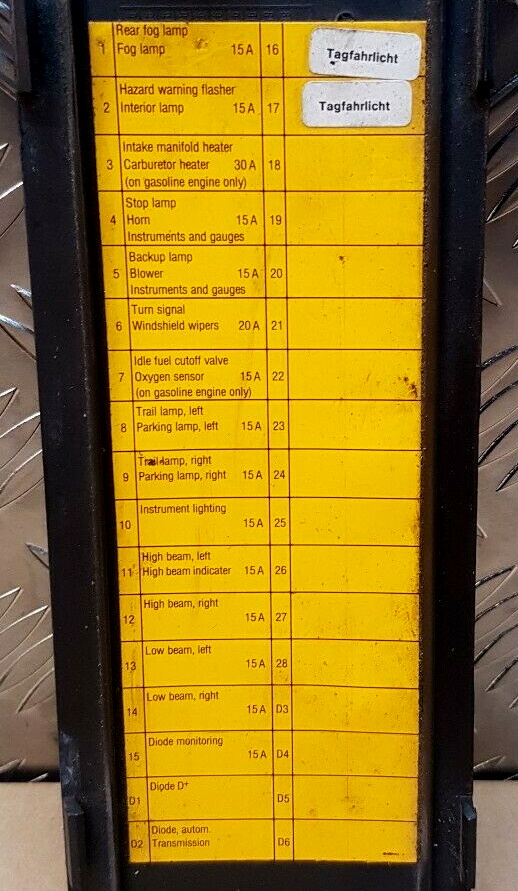 Rear fog lamp
1 Fog lamp 15 A 16 Tagfahrlicht
Hazard warning flasher
2 Interior lamp 15 A 17 Tagfahrlicht
Intake manifold heater
3 Carburetor heater 30 A 18
(on gasoline engine only)
Stop lamp
4 Horn 15 A 19
Instruments and gauges
Backup lamp
5 Blower 15 A 20
Instruments and gauges
Turn signal
6 Windshield wipers 20 A 21
Idle fuel cutoff valve
7 Oxygen sensor 15 A 22
(on gasoline engine only)
Trail lamp, left
8 Parking lamp, left 15 A 23
Trail lamp, right
9 Parking lamp, right 15 A 24
Instrument lighting
10 15 A 25
High beam, left
11 High beam indicater 15 A 26
High beam, right
12 15 A 27
Low beam, left
13 15 A 28
Low beam, right
14 15 A D3
Diode monitoring
15 15 A D4
Diode D+
D1 D5
Diode, autom.
D2 Transmission D6